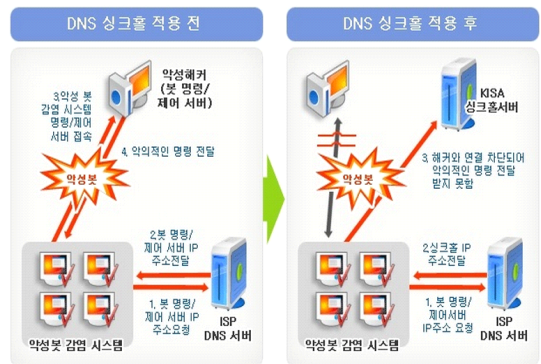 DNS 싱크홀 적용 전
악성해커
(봇 명령/
제어 서버)
3.악성 봇
감염 시스템
명령/제어
서버 접속
4. 악의적인 명령 전달
악성봇
2.봇 명령/
제어 서버 IP
주소전달
1. 봇 명령/
제어 서버 IP
주소요청
악성봇 감염 시스템
ISP
DNS 서버
DNS 싱크홀 적용 후
KISA
싱크홀서버
3. 해커와 연결 차단되어
악의적인 명령 전달
받지 못함
악성봇
2.싱크홀 IP
주소전달
1. 봇 명령/
제어서버
IP주소 요청
악성봇 감염 시스템
ISP
DNS 서버